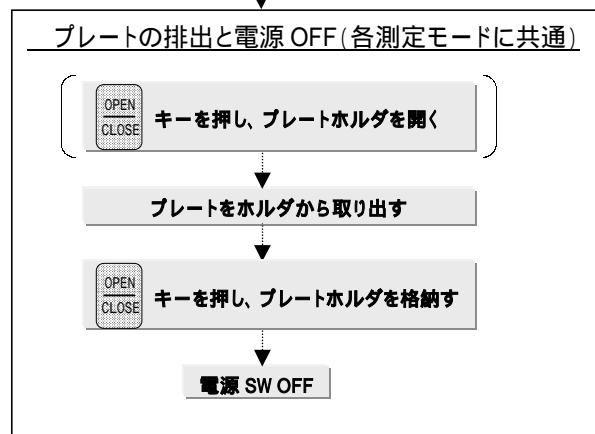 プレートの排出と電源 OFF(各測定モードに共通)
OPEN
CLOSE
キーを押し、プレートホルダを開く
プレートをホルダから取り出す
OPEN
CLOSE
キーを押し、プレートホルダを格納す
電源 SW OFF